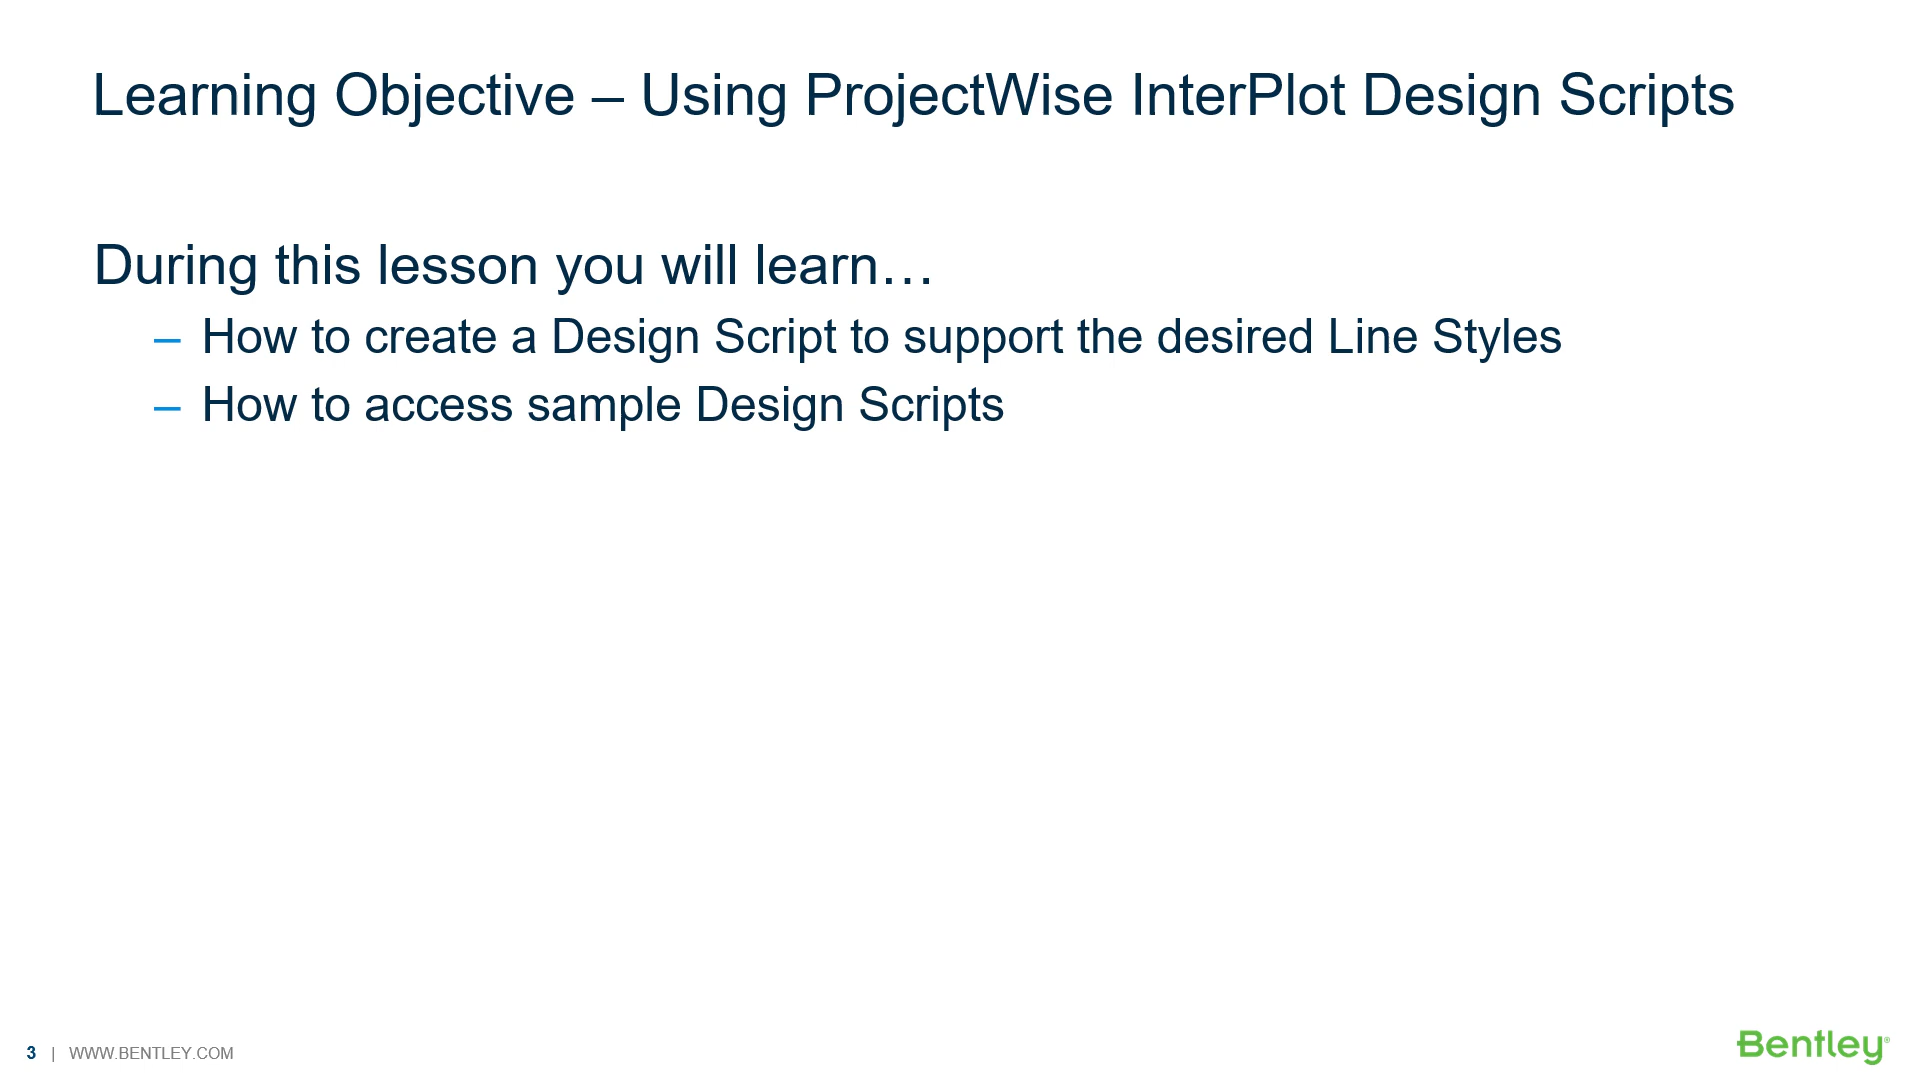 Learning Objective – Using ProjectWise InterPlot Design Scripts
During this lesson you will learn…
– How to create a Design Script to support the desired Line Styles
– How to access sample Design Scripts
3 | WWW.BENTLEY.COM
Bentley®